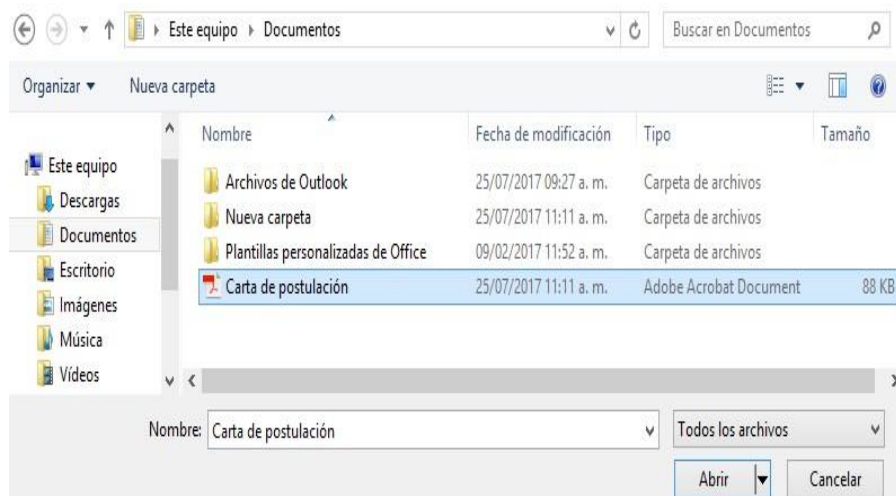 Este equipo Documentos Buscar en Documentos
Organizar Nueva carpeta
Nombre Fecha de modificación Tipo Tamaño
Este equipo
Descargas
Documentos
Escritorio
Imágenes
Música
Vídeos
Archivos de Outlook 25/07/2017 09:27 a. m. Carpeta de archivos
Nueva carpeta 25/07/2017 11:11 a. m. Carpeta de archivos
Plantillas personalizadas de Office 09/02/2017 11:52 a. m. Carpeta de archivos
Carta de postulación 25/07/2017 11:11 a. m. Adobe Acrobat Document 88 KB
Nombre: Carta de postulación Todos los archivos
Abrir Cancelar